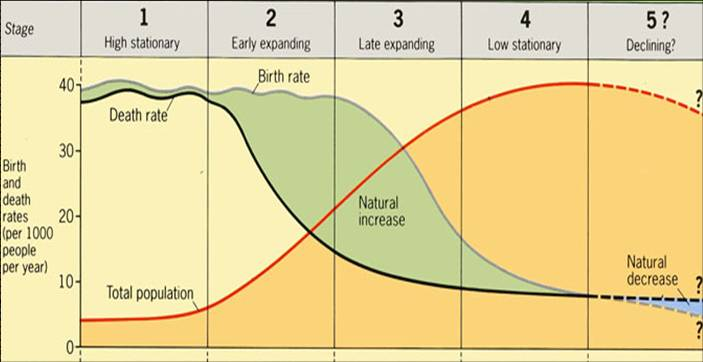 Stage
1
High stationary
2
Early expanding
3
Late expanding
4
Low stationary
5 ?
Declining?
Birth
and
death
rates
(per 1000
people
per year)
40
30
20
10
0
Birth rate
Death rate
Natural
increase
Total population
Natural
decrease
?
?
?